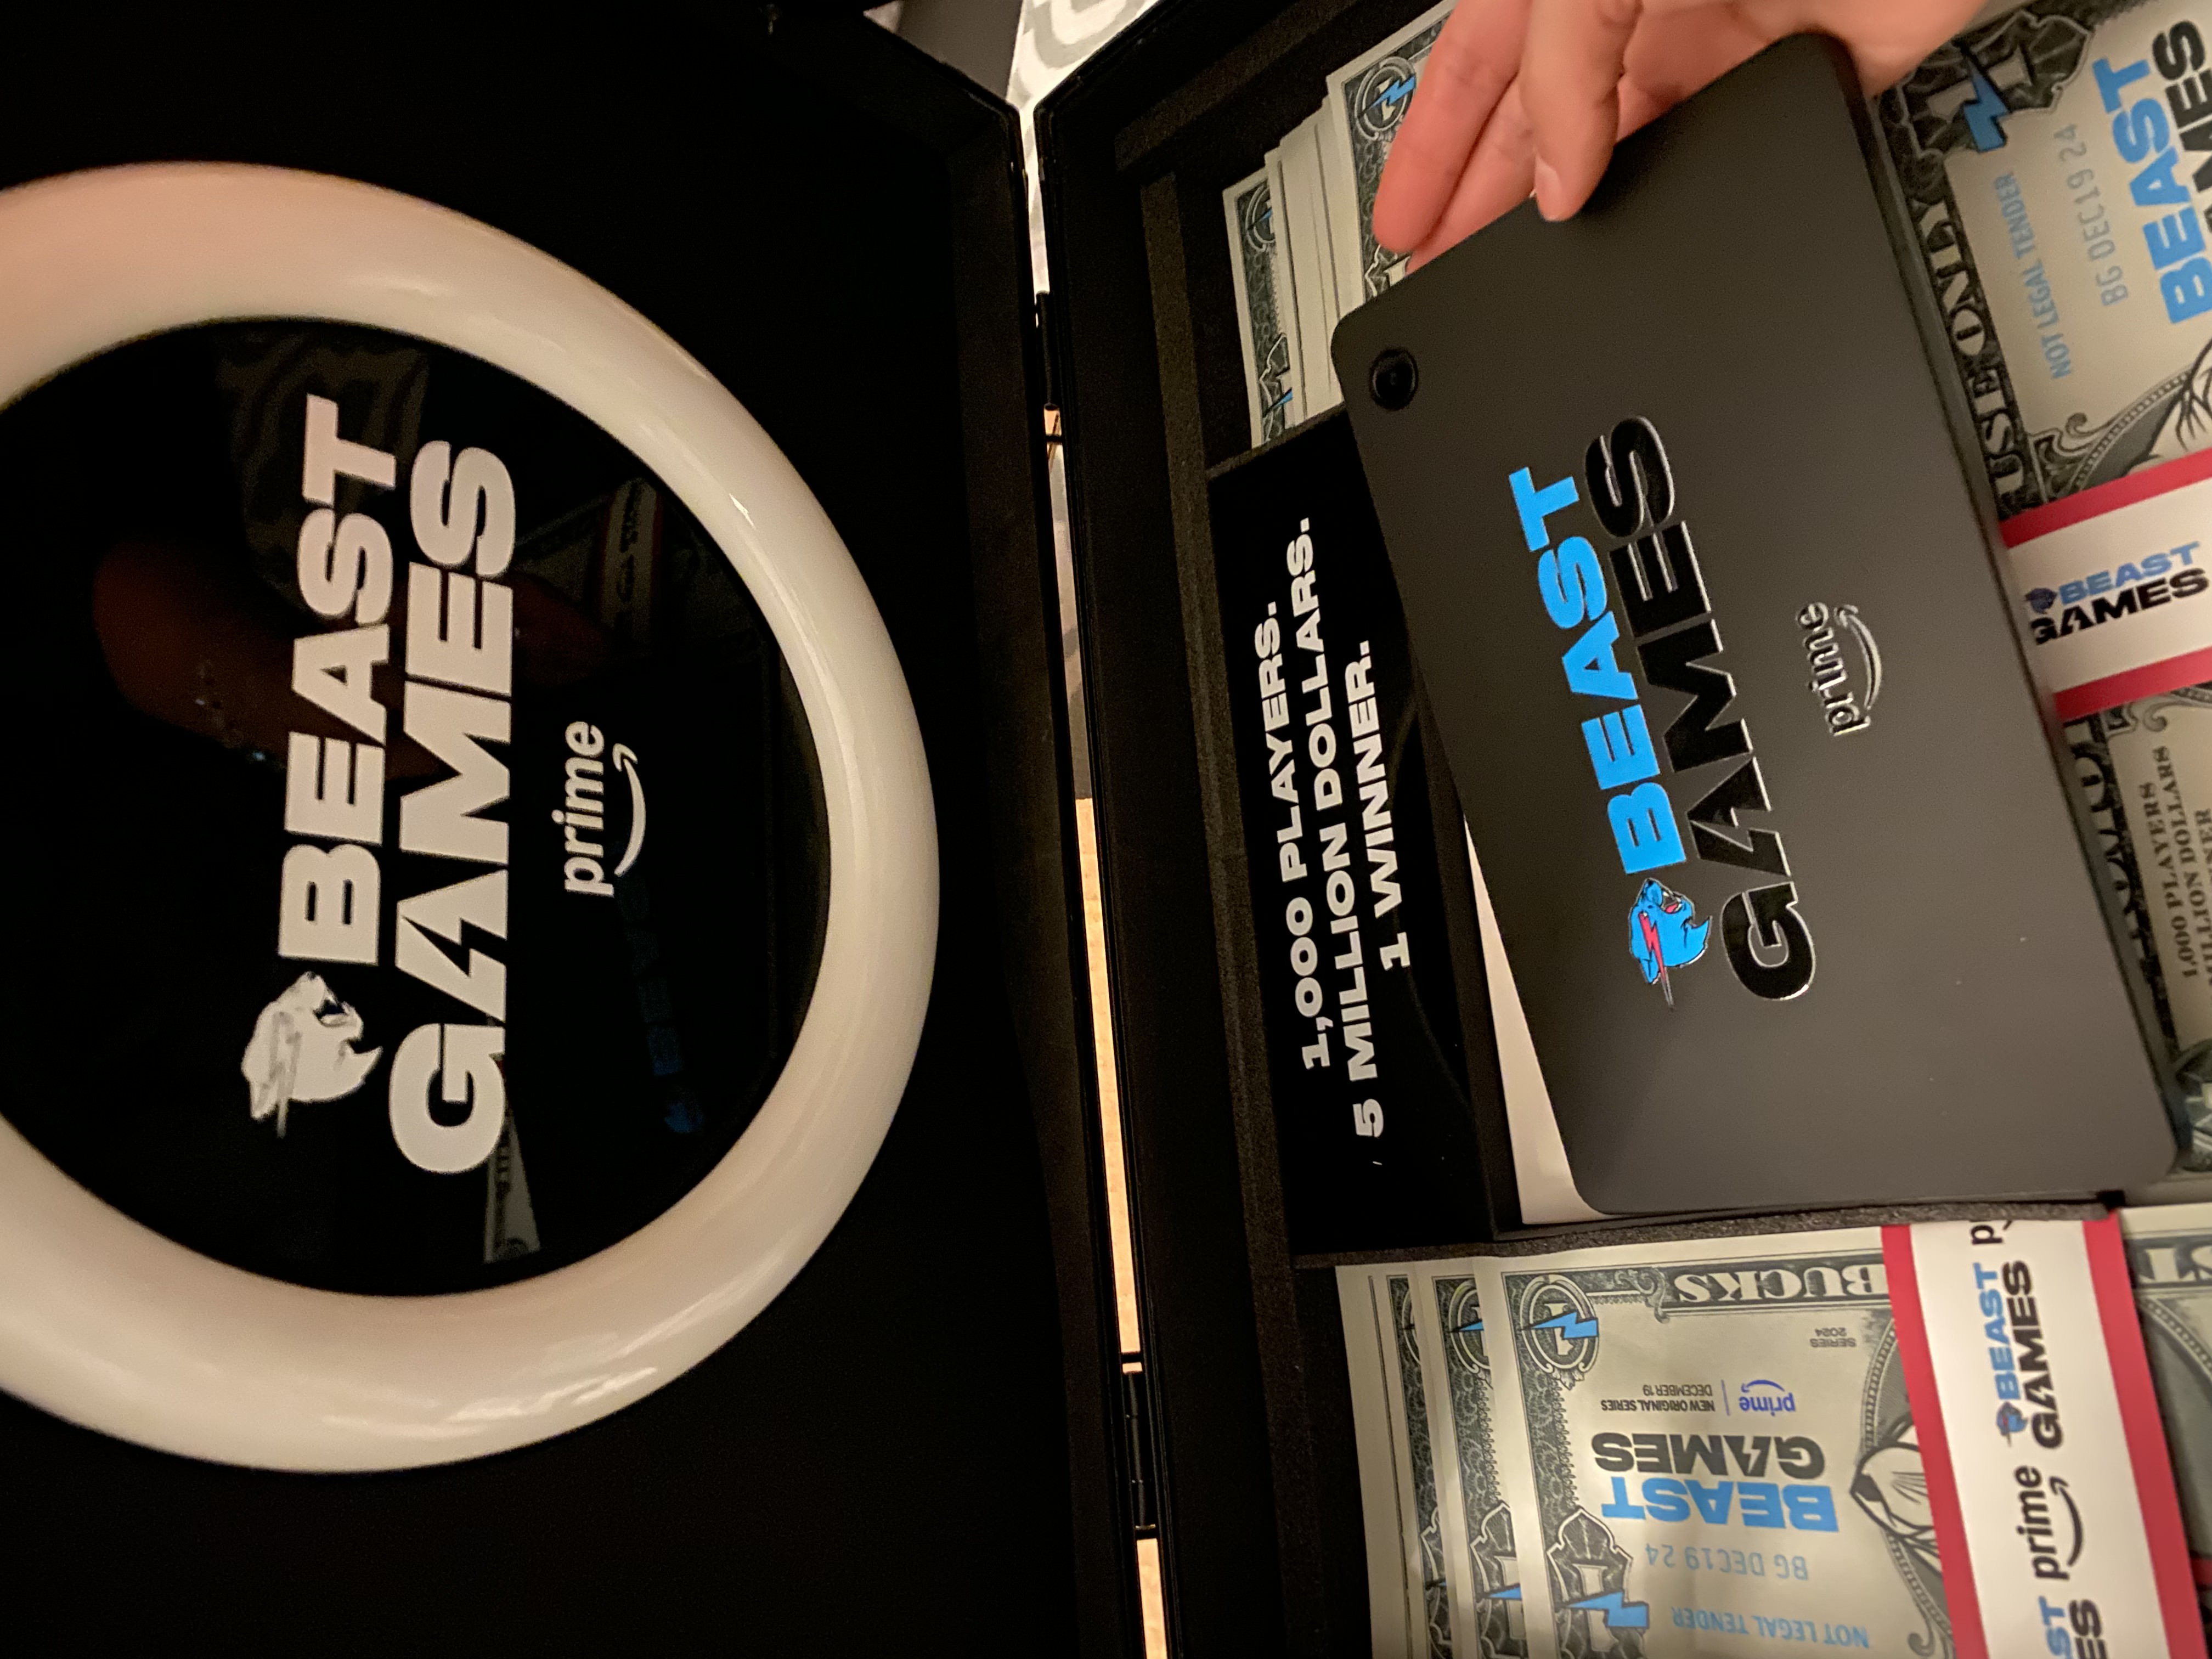 BEAST
GAMES
prime
1,000 PLAYERS.
5 MILLION DOLLARS.
1 WINNER.
BEAST
GAMES
prime
USE ONLY
NOT LEGAL TENDER
BG DEC19 24
BEAST
GAMES
BEAST
GAMES
1,000 PLAYERS
MILLION DOLLARS
BUCKS
SERIES
2024
NEW ORIGINAL SERIES
DECEMBER 19
prime
BEAST
GAMES
BG DEC19 24
NOT LEGAL TENDER
prime
BEAST
GAMES